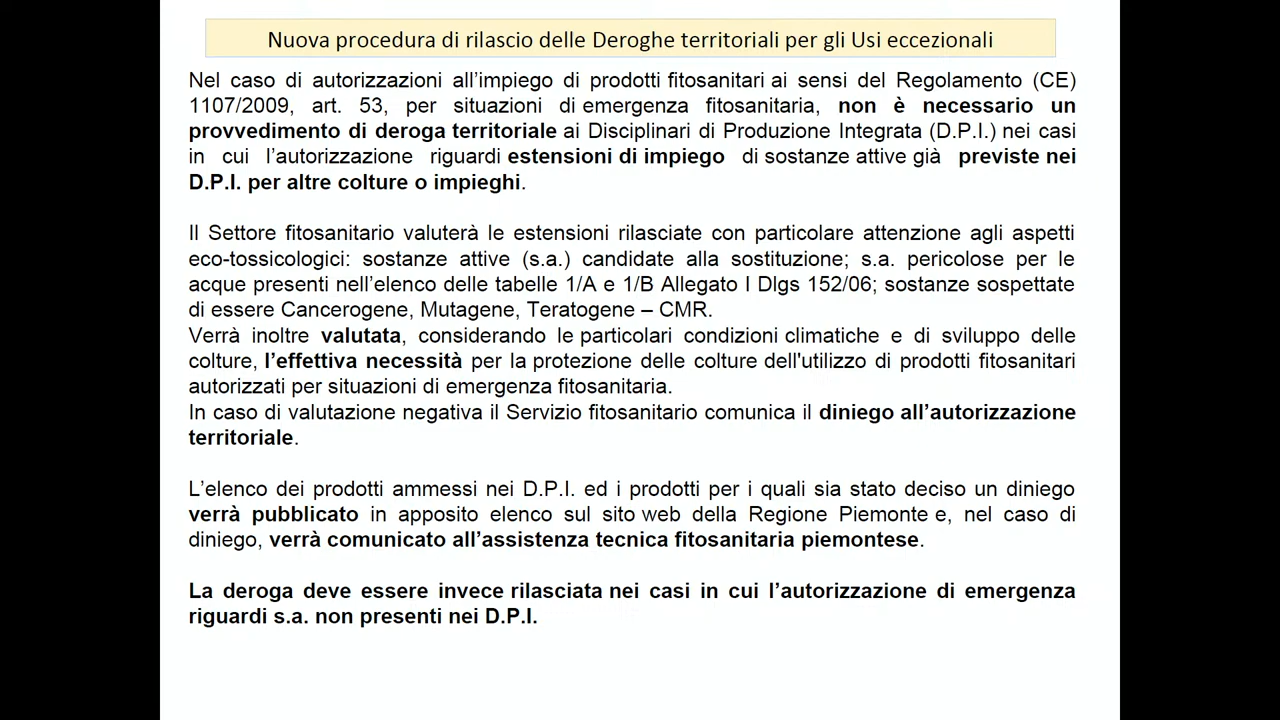 Nuova procedura di rilascio delle Deroghe territoriali per gli Usi eccezionali
Nel caso di autorizzazioni all’impiego di prodotti fitosanitari ai sensi del Regolamento (CE)
1107/2009, art. 53, per situazioni di emergenza fitosanitaria, non è necessario un
provvedimento di deroga territoriale ai Disciplinari di Produzione Integrata (D.P.I.) nei casi
in cui l’autorizzazione riguardi estensioni di impiego di sostanze attive già previste nei
D.P.I. per altre colture o impieghi.
Il Settore fitosanitario valuterà le estensioni rilasciate con particolare attenzione agli aspetti
eco-tossicologici: sostanze attive (s.a.) candidate alla sostituzione; s.a. pericolose per le
acque presenti nell’elenco delle tabelle 1/A e 1/B Allegato I Dlgs 152/06; sostanze sospettate
di essere Cancerogene, Mutagene, Teratogene – CMR.
Verrà inoltre valutata, considerando le particolari condizioni climatiche e di sviluppo delle
colture, l’effettiva necessità per la protezione delle colture dell'utilizzo di prodotti fitosanitari
autorizzati per situazioni di emergenza fitosanitaria.
In caso di valutazione negativa il Servizio fitosanitario comunica il diniego all’autorizzazione
territoriale.
L’elenco dei prodotti ammessi nei D.P.I. ed i prodotti per i quali sia stato deciso un diniego
verrà pubblicato in apposito elenco sul sito web della Regione Piemonte e, nel caso di
diniego, verrà comunicato all’assistenza tecnica fitosanitaria piemontese.
La deroga deve essere invece rilasciata nei casi in cui l’autorizzazione di emergenza
riguardi s.a. non presenti nei D.P.I.